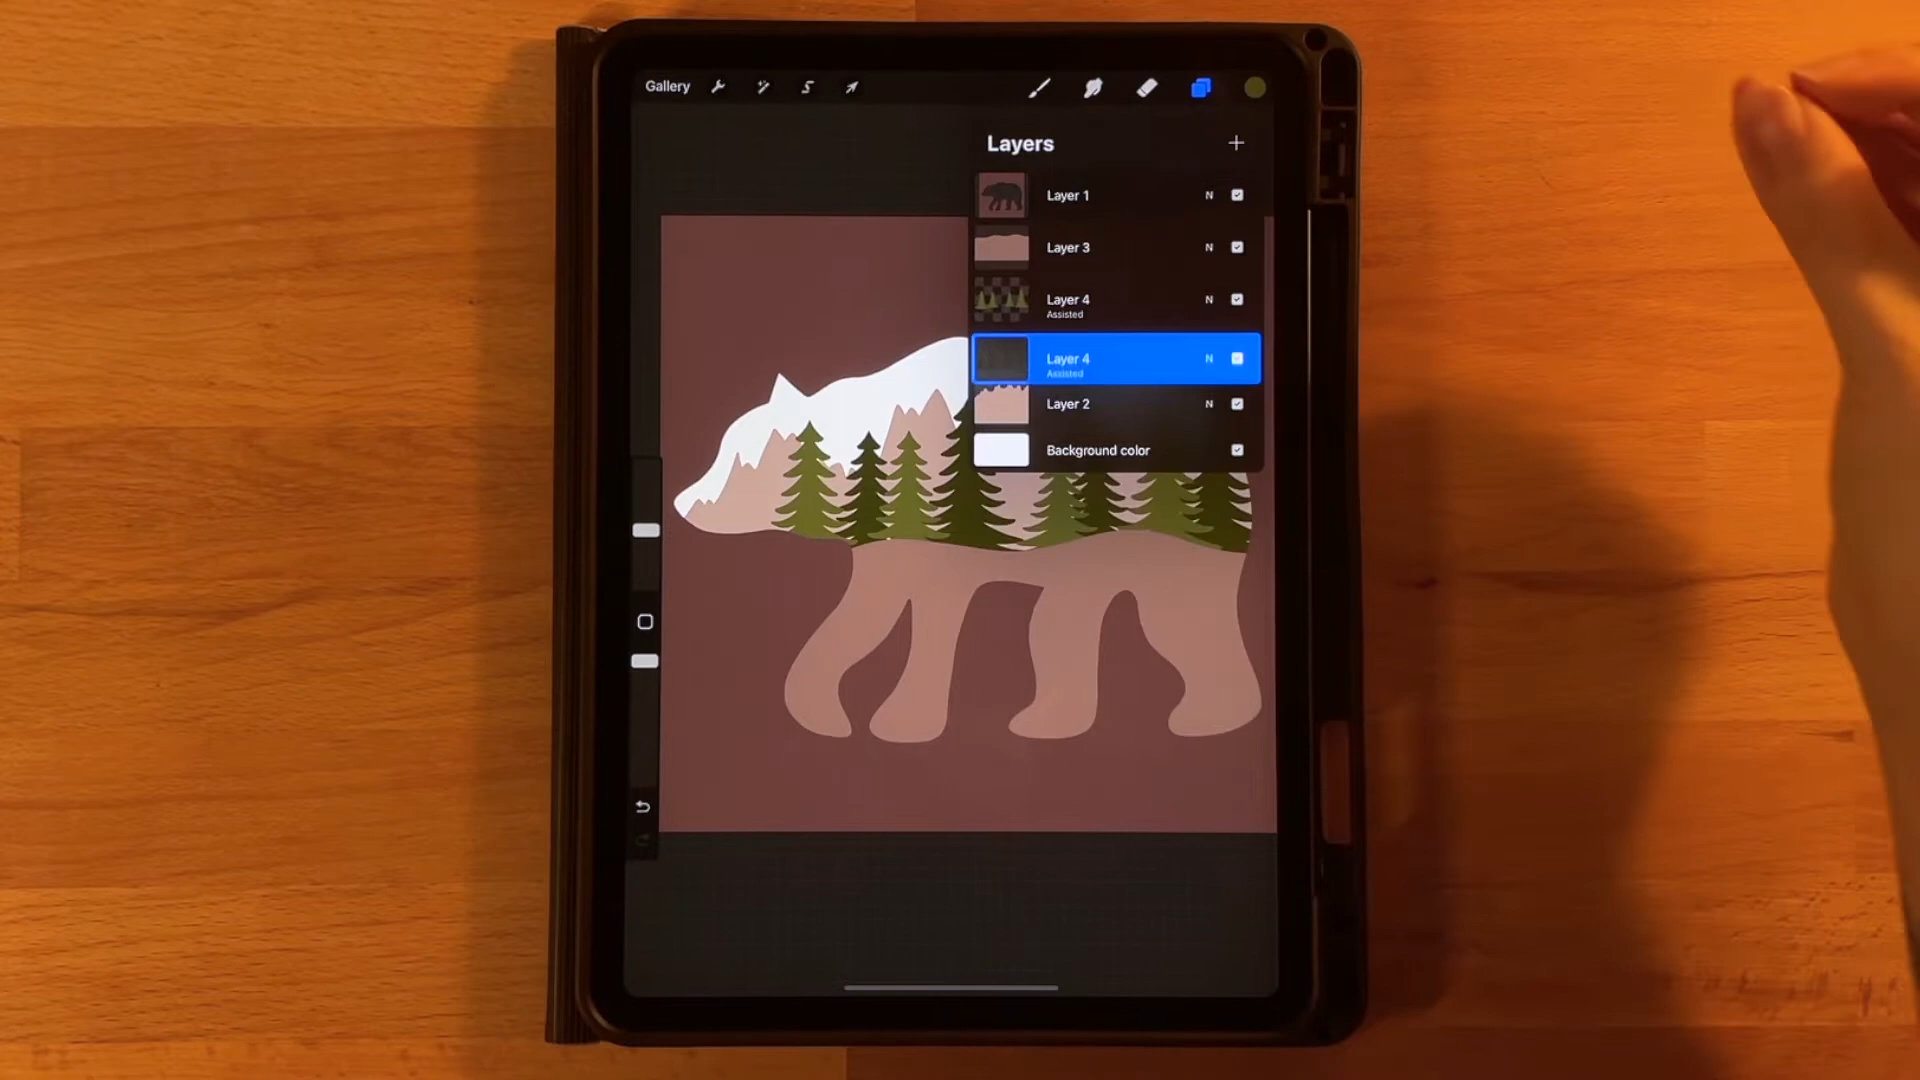 Gallery
Layers
Layer 1 N
Layer 3 N
Layer 4 N
Assisted
Layer 4 N
Assisted
Layer 2 N
Background color